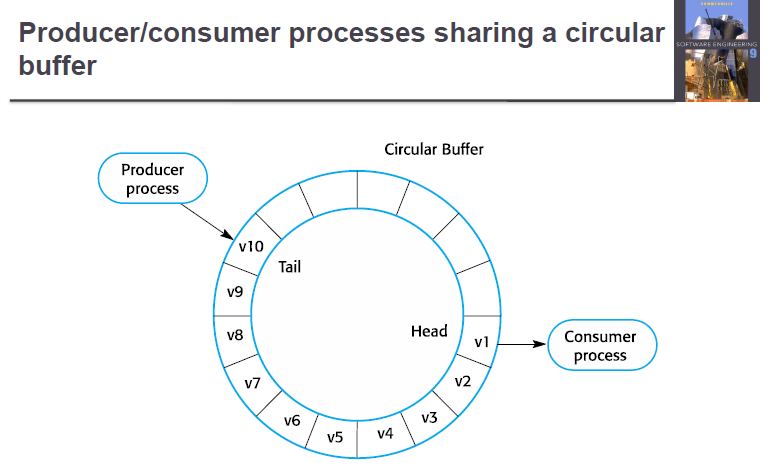 Producer/consumer processes sharing a circular
buffer
SOFTWARE ENGINEERING
9
Circular Buffer
Producer
process
v10
Tail
v9
v8
Head
v1
Consumer
process
v7
v2
v6
v3
v5
v4